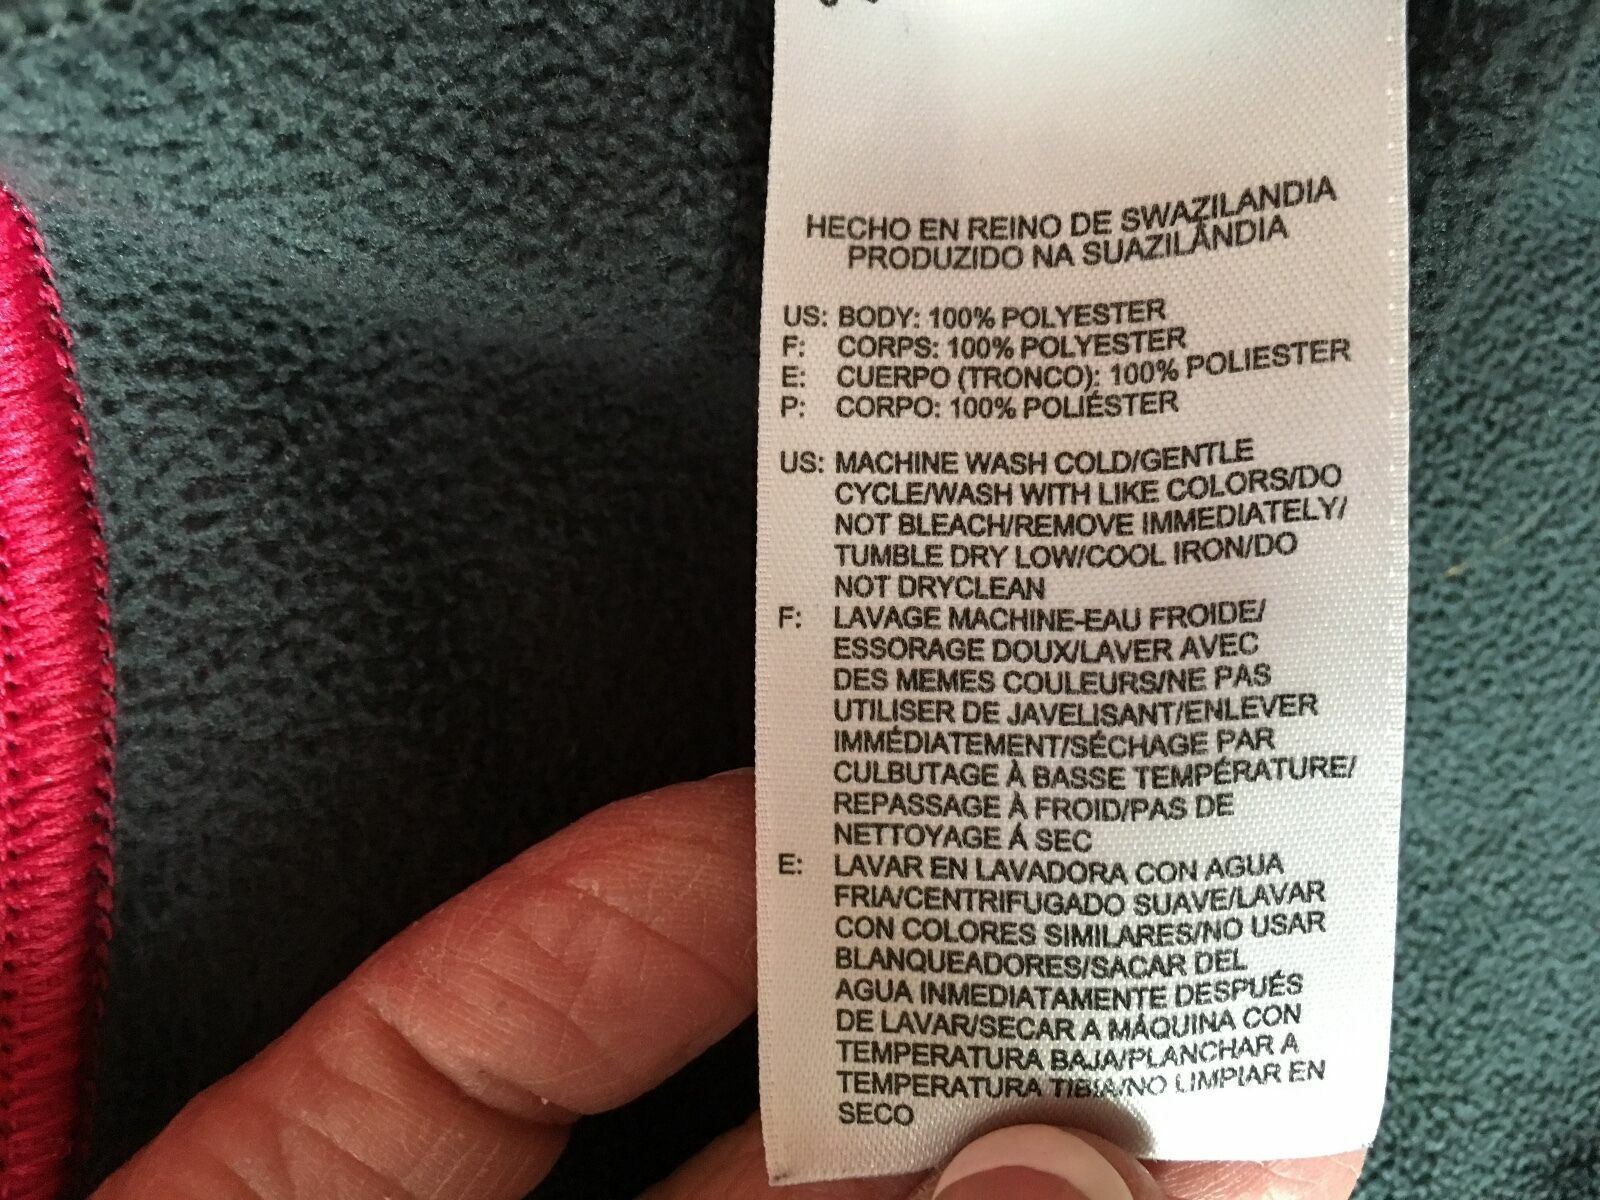 HECHO EN REINO DE SWAZILANDIA
PRODUZIDO NA SUAZILÂNDIA
US: BODY: 100% POLYESTER
F: CORPS: 100% POLYESTER
E: CUERPO (TRONCO): 100% POLIESTER
P: CORPO: 100% POLIÉSTER
US: MACHINE WASH COLD/GENTLE
CYCLE/WASH WITH LIKE COLORS/DO
NOT BLEACH/REMOVE IMMEDIATELY/
TUMBLE DRY LOW/COOL IRON/DO
NOT DRYCLEAN
F: LAVAGE MACHINE-EAU FROIDE/
ESSORAGE DOUX/LAVER AVEC
DES MEMES COULEURS/NE PAS
UTILISER DE JAVELISANT/ENLEVER
IMMÉDIATEMENT/SÉCHAGE PAR
CULBUTAGE À BASSE TEMPÉRATURE/
REPASSAGE À FROID/PAS DE
NETTOYAGE Á SEC
E: LAVAR EN LAVADORA CON AGUA
FRIA/CENTRIFUGADO SUAVE/LAVAR
CON COLORES SIMILARES/NO USAR
BLANQUEADORES/SACAR DEL
AGUA INMEDIATAMENTE DESPUÉS
DE LAVAR/SECAR A MÁQUINA CON
TEMPERATURA BAJA/PLANCHAR A
TEMPERATURA TIBIA/NO LIMPIAR EN
SECO